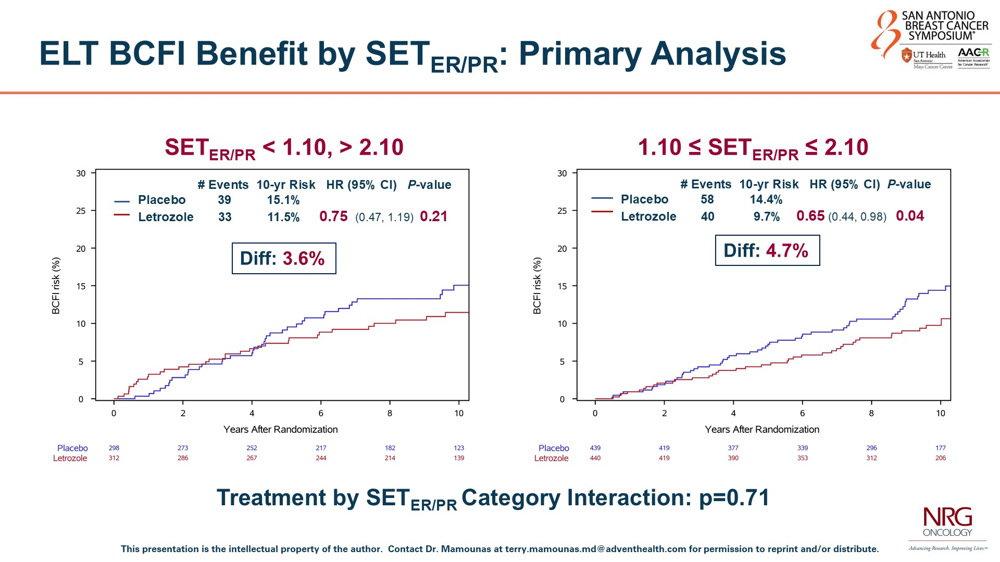 ELT BCFI Benefit by SETER/PR: Primary Analysis
SAN ANTONIO
BREAST CANCER
SYMPOSIUM®
UT Health
San Antonio
Mays Cancer Center
AACR
American Association
for Cancer Research®
SETER/PR < 1.10, > 2.10
# Events 10-yr Risk HR (95% CI) P-value
Placebo 39 15.1%
Letrozole 33 11.5% 0.75 (0.47, 1.19) 0.21
Diff: 3.6%
BCFI risk (%)
30
25
20
15
10
5
0
0 2 4 6 8 10
Years After Randomization
Placebo 298 273 252 217 182 123
Letrozole 312 286 267 244 214 139
1.10 ≤ SETER/PR ≤ 2.10
# Events 10-yr Risk HR (95% CI) P-value
Placebo 58 14.4%
Letrozole 40 9.7% 0.65 (0.44, 0.98) 0.04
Diff: 4.7%
BCFI risk (%)
30
25
20
15
10
5
0
0 2 4 6 8 10
Years After Randomization
Placebo 439 419 377 339 296 177
Letrozole 440 419 390 353 312 206
Treatment by SETER/PR Category Interaction: p=0.71
NRG
ONCOLOGY
Advancing Research. Improving Lives.™
This presentation is the intellectual property of the author. Contact Dr. Mamounas at terry.mamounas.md@adventhealth.com for permission to reprint and/or distribute.